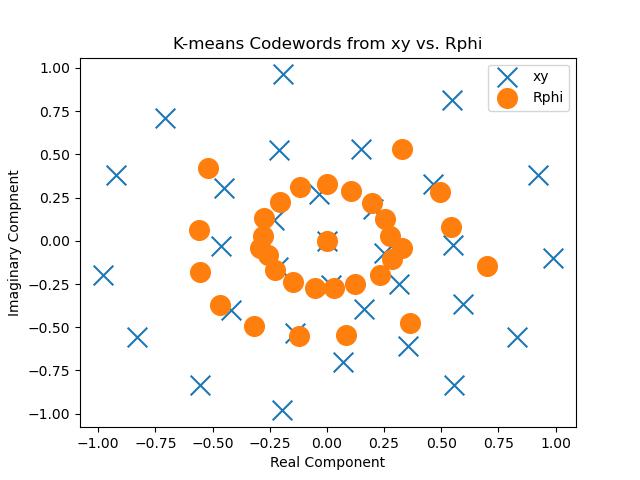 K-means Codewords from xy vs. Rphi
xy
Rphi
1.00
0.75
0.50
0.25
0.00
−0.25
−0.50
−0.75
−1.00
Imaginary Compnent
−1.00 −0.75 −0.50 −0.25 0.00 0.25 0.50 0.75 1.00
Real Component